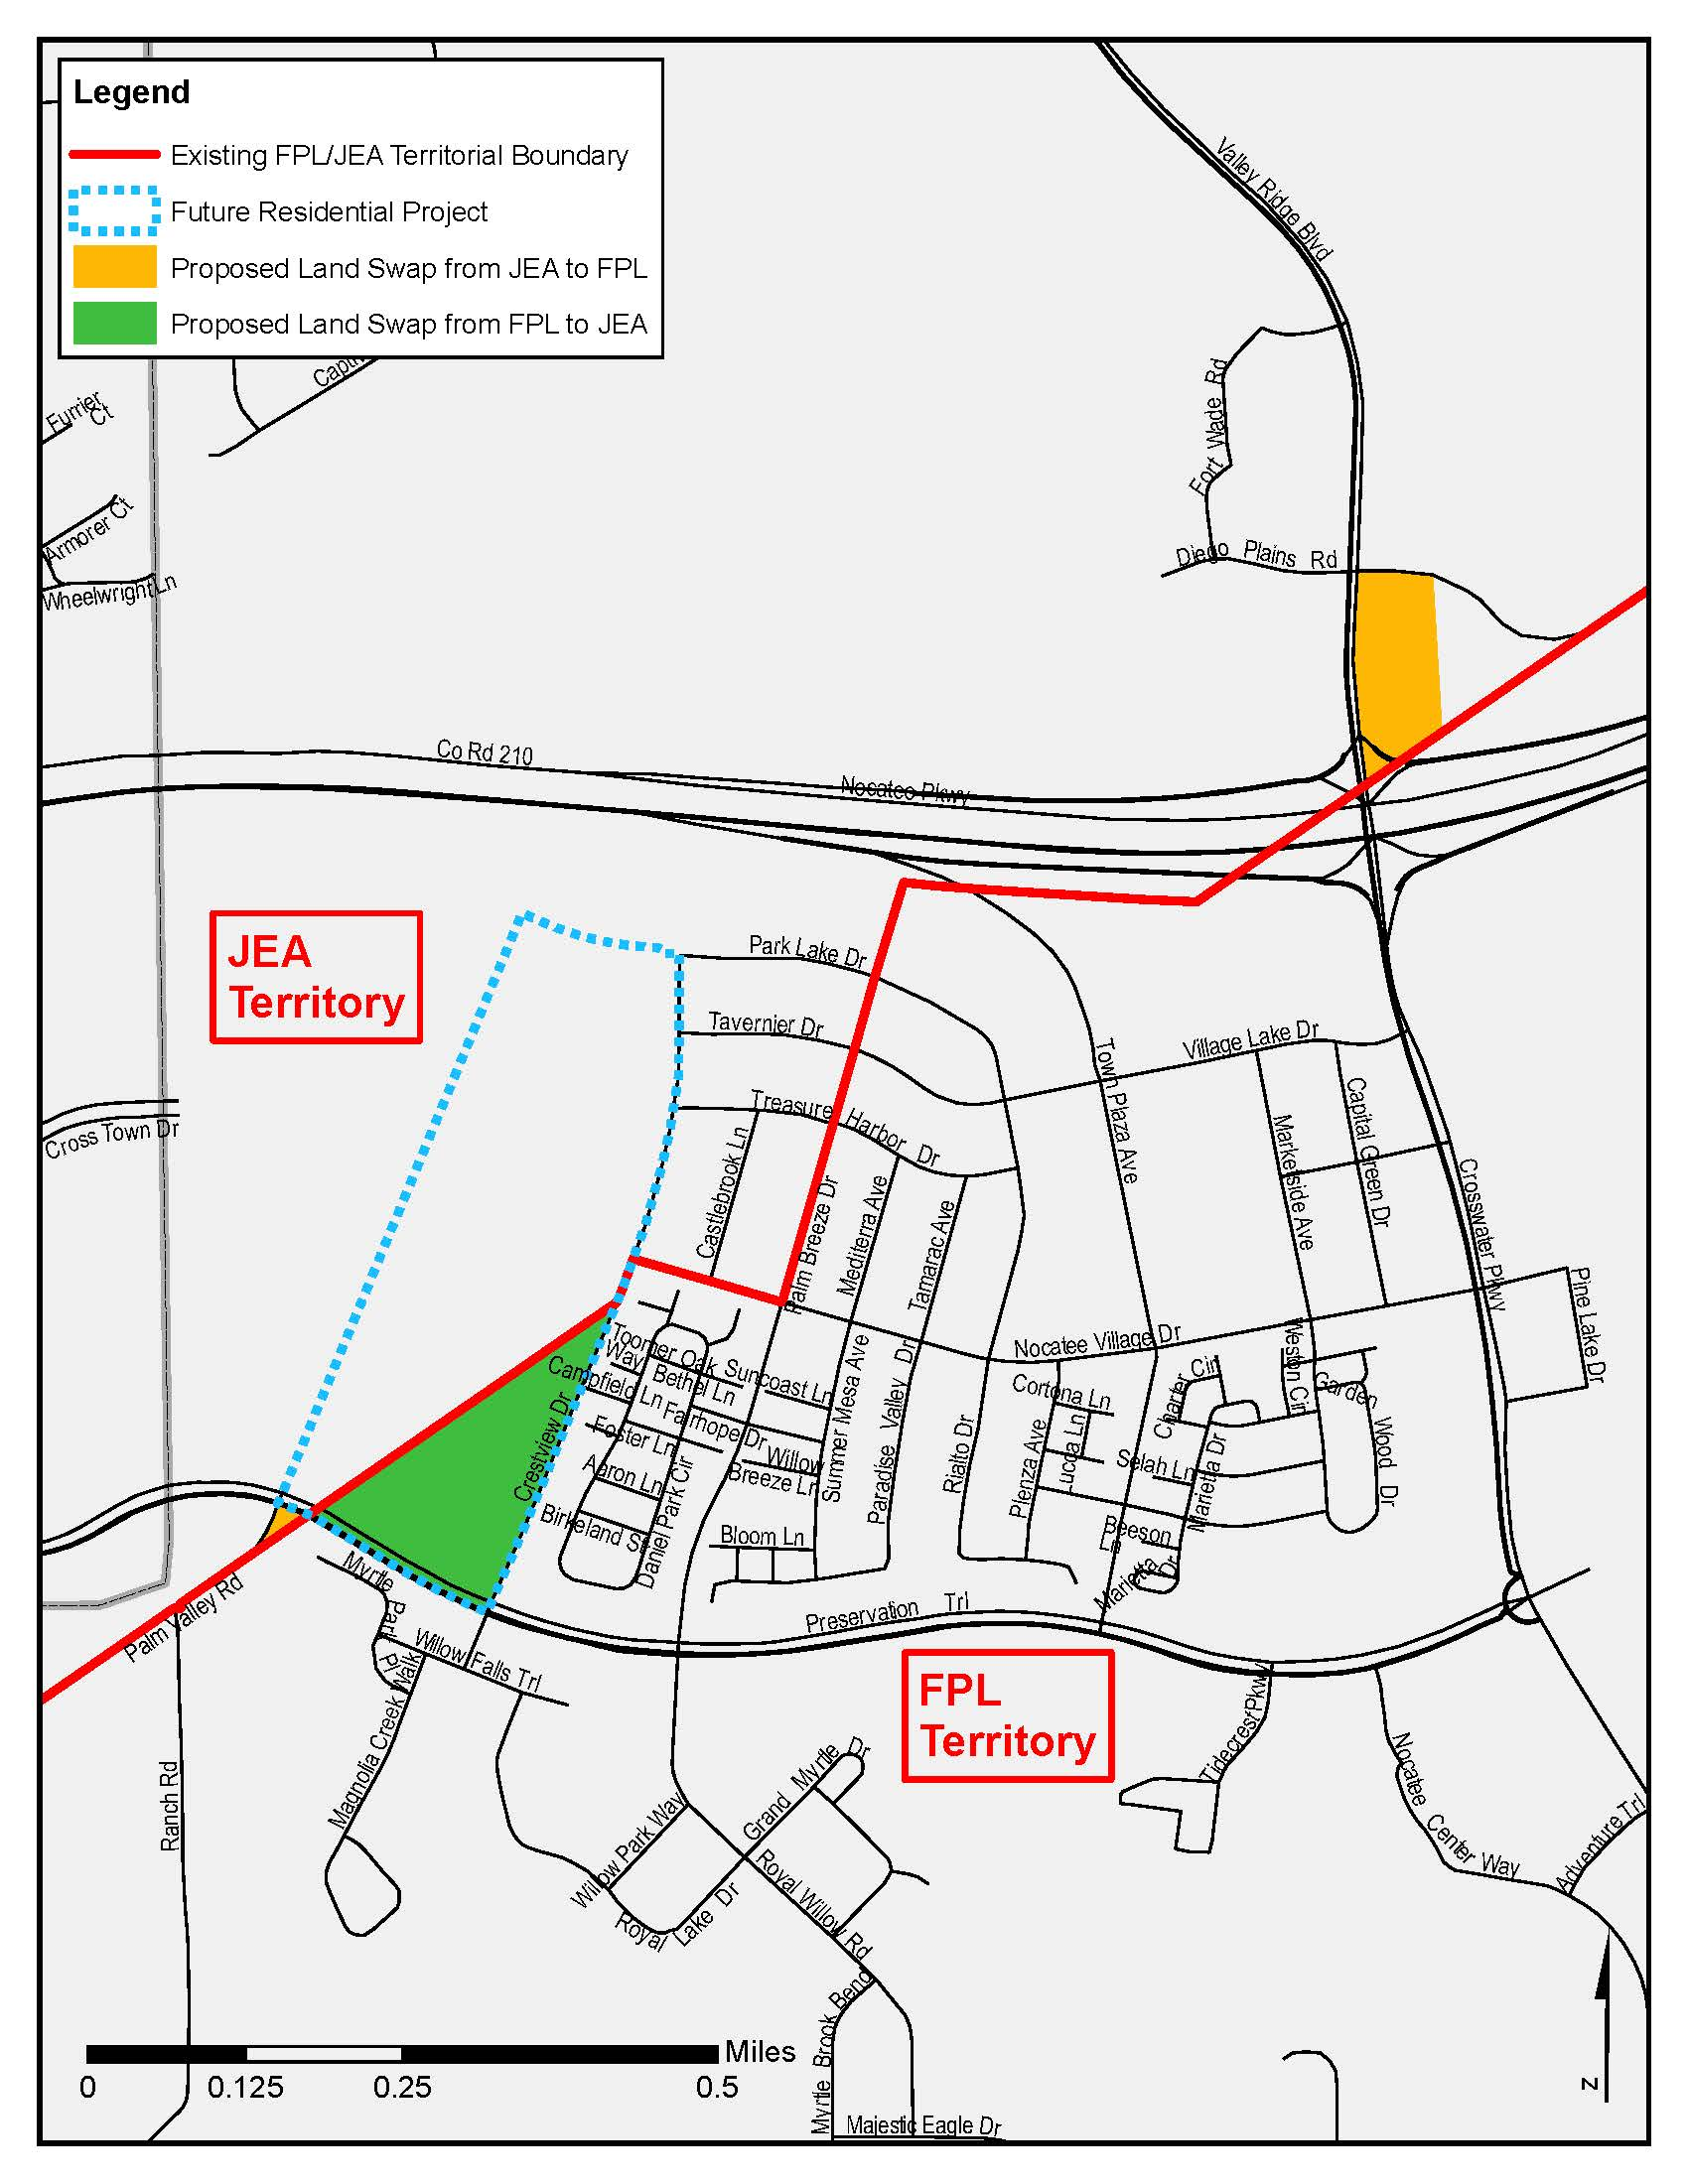 Legend
Existing FPL/JEA Territorial Boundary
Future Residential Project
Proposed Land Swap from JEA to FPL
Proposed Land Swap from FPL to JEA
Valley Ridge Blvd
Furrier Ct
Fort Wade Rd
Armorer Ct
Diego Plains Rd
Wheelwright Ln
Co Rd 210
Nocatee Pkwy
JEA
Territory
Park Lake Dr
Tavernier Dr
Village Lake Dr
Town Plaza Ave
Treasure Harbor Dr
Cross Town Dr
Castlebrook Ln
Palm Breeze Dr
Mediterra Ave
Tamarac Ave
Marketside Ave
Capital Green Dr
Crosswater Pkwy
Pine Lake Dr
Nocatee Village Dr
Toomer Oak
Way
Suncoast Ln
Bethel Ln
Campfield Ln
Fairhope Dr
Foster Ln
Willow
Breeze Ln
Aaron Ln
Birkeland St
Crestview Dr
Daniel Park Cir
Summer Mesa Ave
Paradise Valley Dr
Rialto Dr
Plenza Ave
Cortona Ln
Lucca Ln
Charter Cir
Weston Cir
Garden Wood Dr
Selah Ln
Marietta Dr
Beeson
Ln
Marietta
Dr
Bloom Ln
Preservation Trl
Myrtle Park Pl
Palm Valley Rd
Willow Falls Trl
Magnolia Creek Walk
Ranch Rd
FPL
Territory
Tidecrest Pkwy
Nocatee Center Way
Adventure Trl
Grand Myrtle Dr
Willow Park Way
Royal Lake Dr
Royal Willow Rd
Myrtle Brook Bend
Majestic Eagle Dr
Miles
0 0.125 0.25 0.5
N